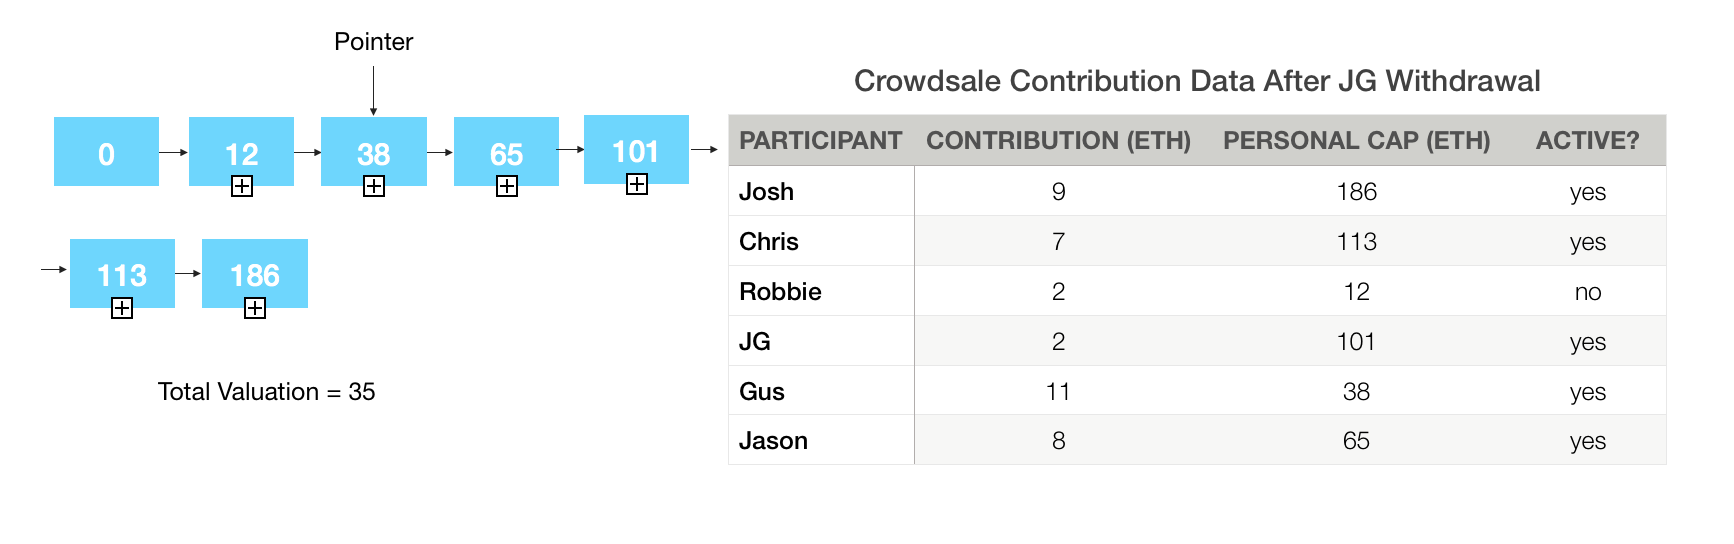 Pointer
0 12 38 65 101
113 186
Total Valuation = 35
Crowdsale Contribution Data After JG Withdrawal
PARTICIPANT CONTRIBUTION (ETH) PERSONAL CAP (ETH) ACTIVE?
Josh 9 186 yes
Chris 7 113 yes
Robbie 2 12 no
JG 2 101 yes
Gus 11 38 yes
Jason 8 65 yes